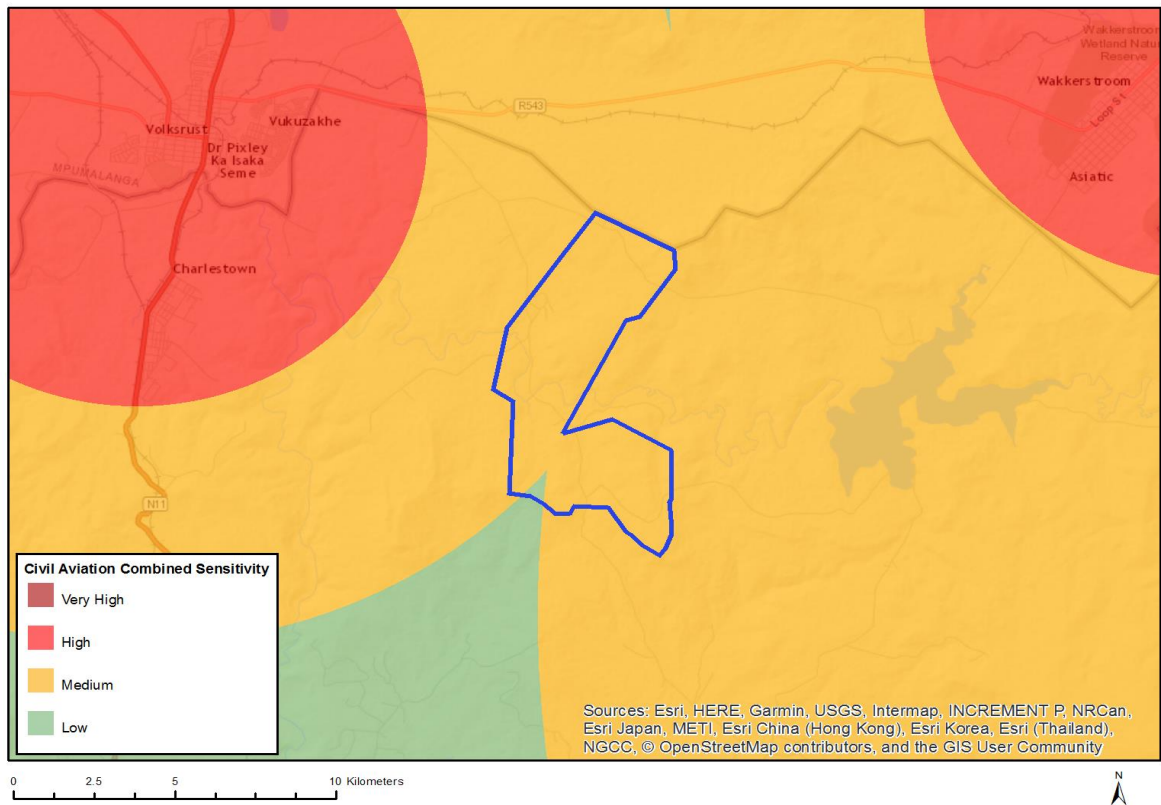 Wakkerstroom
Wetland Natur
Reserve
Wakkerstroom
R543
Loop St
Vukuzakhe
Volksrust
Dr Pixley
Ka Isaka
Seme
MPUMALANGA
Asiatic
Charlestown
N11
Civil Aviation Combined Sensitivity
Very High
High
Medium
Low
Sources: Esri, HERE, Garmin, USGS, Intermap, INCREMENT P, NRCan,
Esri Japan, METI, Esri China (Hong Kong), Esri Korea, Esri (Thailand),
NGCC, © OpenStreetMap contributors, and the GIS User Community
0 2.5 5 10 Kilometers
N